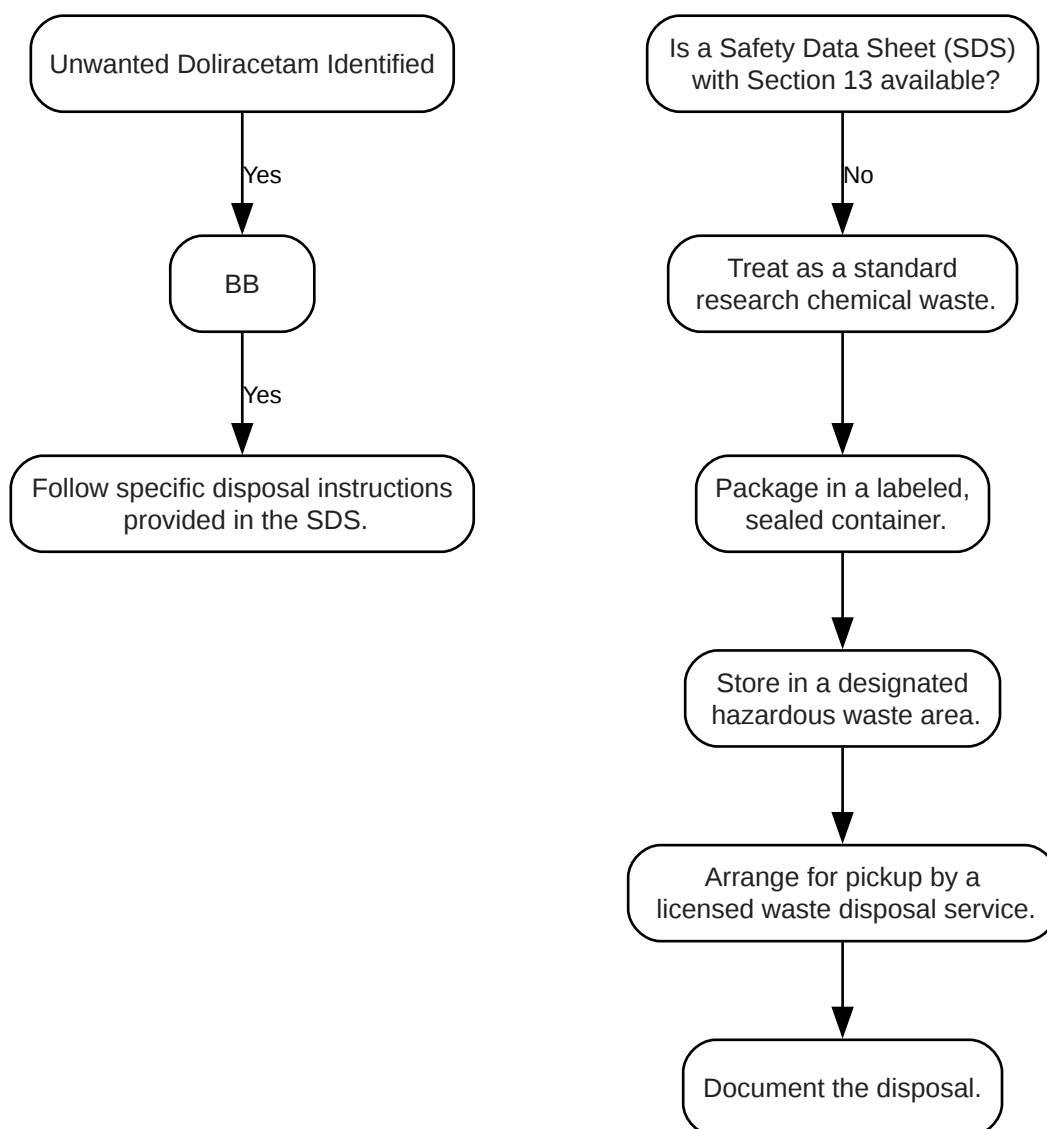 Unwanted Doliracetam Identified
Yes
BB
Yes
Follow specific disposal instructions
provided in the SDS.
Is a Safety Data Sheet (SDS)
with Section 13 available?
No
Treat as a standard
research chemical waste.
Package in a labeled,
sealed container.
Store in a designated
hazardous waste area.
Arrange for pickup by a
licensed waste disposal service.
Document the disposal.